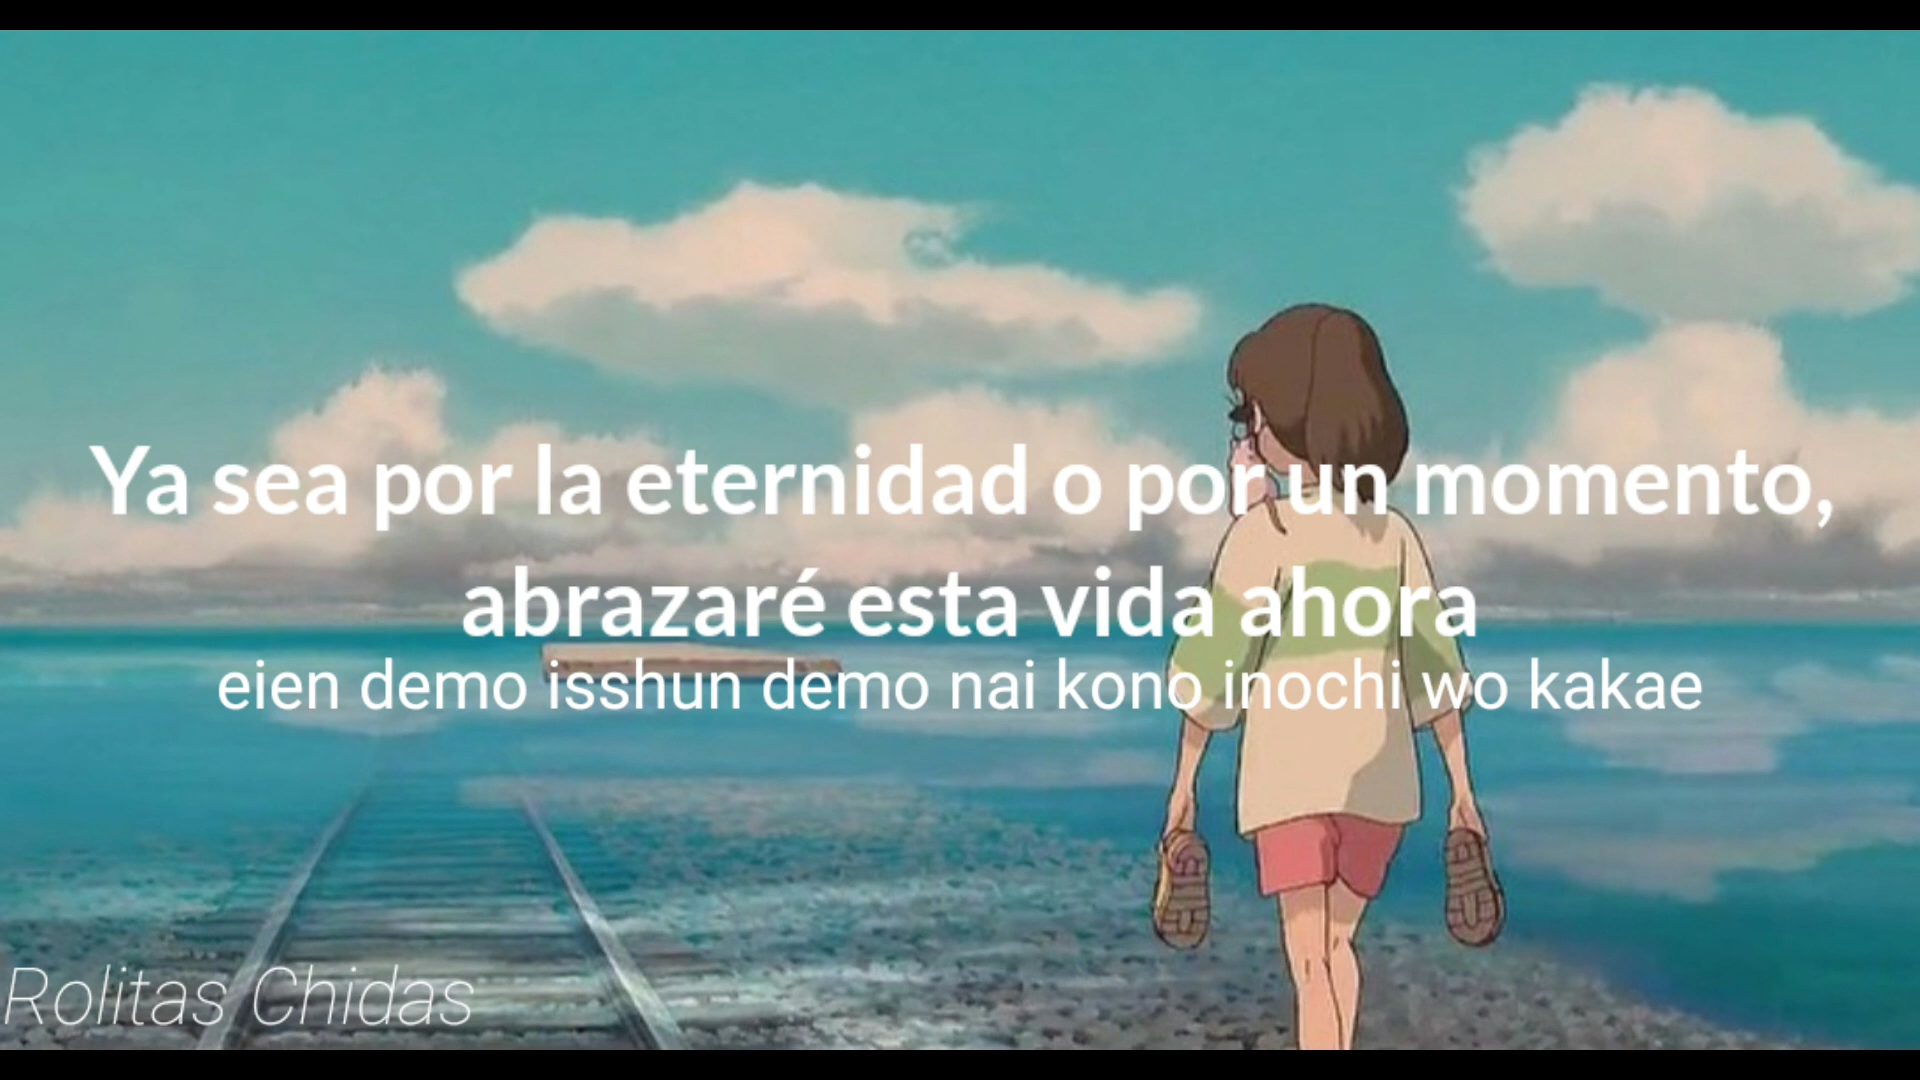 Ya sea por la eternidad o por un momento,
abrazaré esta vida ahora
eien demo isshun demo nai kono inochi wo kakae
Rolitas Chidas